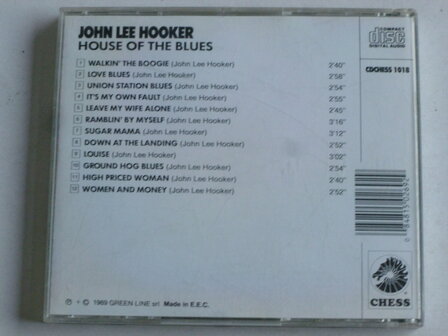 JOHN LEE HOOKER
HOUSE OF THE BLUES
COMPACT
disc
DIGITAL AUDIO
CDCHESS 1018
1 WALKIN' THE BOOGIE (John Lee Hooker) 2'40"
2 LOVE BLUES (John Lee Hooker) 2'58"
3 UNION STATION BLUES (John Lee Hooker) 2'54"
4 IT'S MY OWN FAULT (John Lee Hooker) 2'55"
5 LEAVE MY WIFE ALONE (John Lee Hooker) 2'45"
6 RAMBLIN' BY MYSELF (John Lee Hooker) 3'16"
7 SUGAR MAMA (John Lee Hooker) 3'12"
8 DOWN AT THE LANDING (John Lee Hooker) 2'52"
9 LOUISE (John Lee Hooker) 3'02"
10 GROUND HOG BLUES (John Lee Hooker) 2'54"
11 HIGH PRICED WOMAN (John Lee Hooker) 2'40"
12 WOMEN AND MONEY (John Lee Hooker) 2'52"
CHESS
℗ + © 1989 GREEN LINE srl Made in E.E.C.